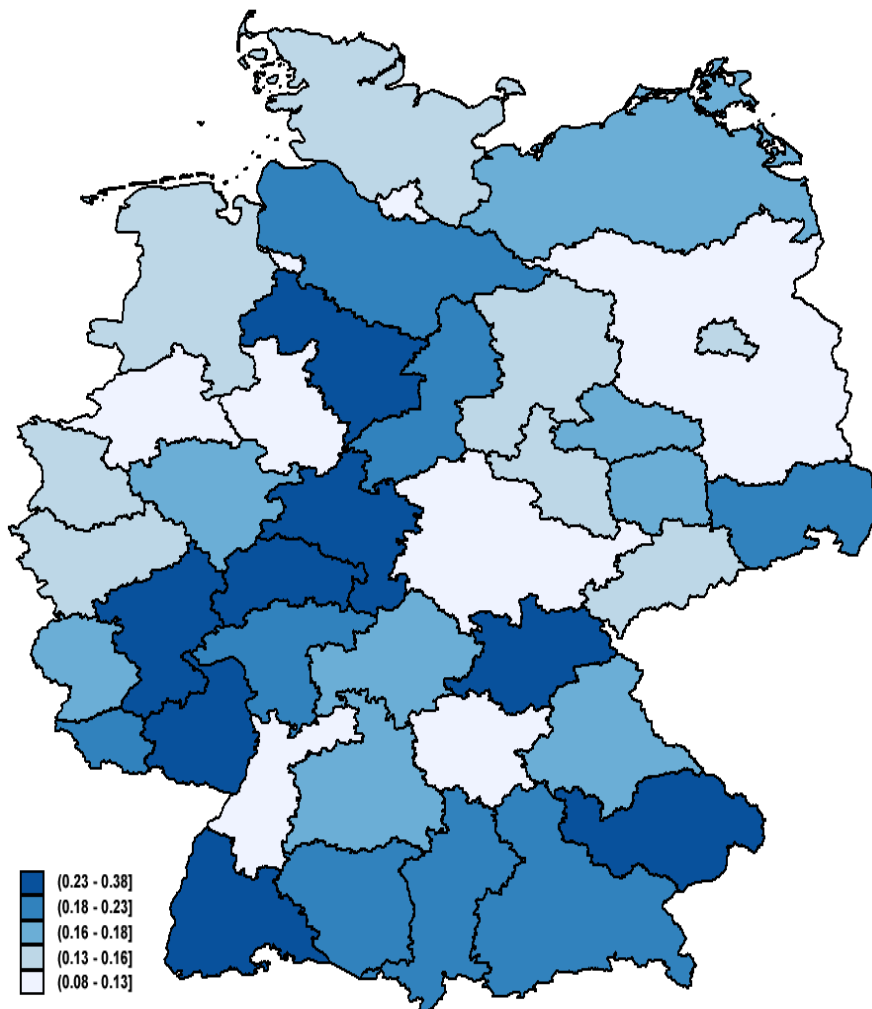 (0.23 - 0.38]
(0.18 - 0.23]
(0.16 - 0.18]
(0.13 - 0.16]
(0.08 - 0.13]